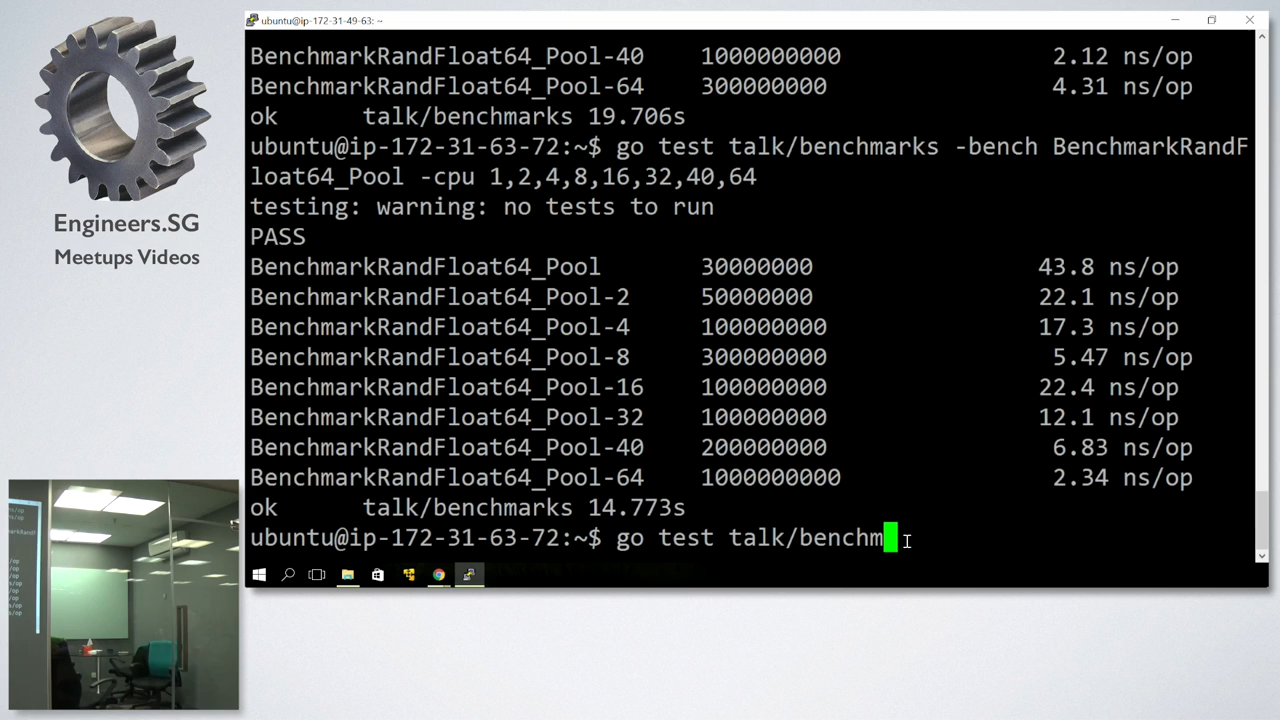 ubuntu@ip-172-31-49-63: ~
BenchmarkRandFloat64_Pool-40 1000000000 2.12 ns/op
BenchmarkRandFloat64_Pool-64 300000000 4.31 ns/op
ok talk/benchmarks 19.706s
ubuntu@ip-172-31-63-72:~$ go test talk/benchmarks -bench BenchmarkRandF
loat64_Pool -cpu 1,2,4,8,16,32,40,64
testing: warning: no tests to run
PASS
BenchmarkRandFloat64_Pool 30000000 43.8 ns/op
BenchmarkRandFloat64_Pool-2 50000000 22.1 ns/op
BenchmarkRandFloat64_Pool-4 100000000 17.3 ns/op
BenchmarkRandFloat64_Pool-8 300000000 5.47 ns/op
BenchmarkRandFloat64_Pool-16 100000000 22.4 ns/op
BenchmarkRandFloat64_Pool-32 100000000 12.1 ns/op
BenchmarkRandFloat64_Pool-40 200000000 6.83 ns/op
BenchmarkRandFloat64_Pool-64 1000000000 2.34 ns/op
ok talk/benchmarks 14.773s
ubuntu@ip-172-31-63-72:~$ go test talk/benchm
Engineers.SG
Meetups Videos